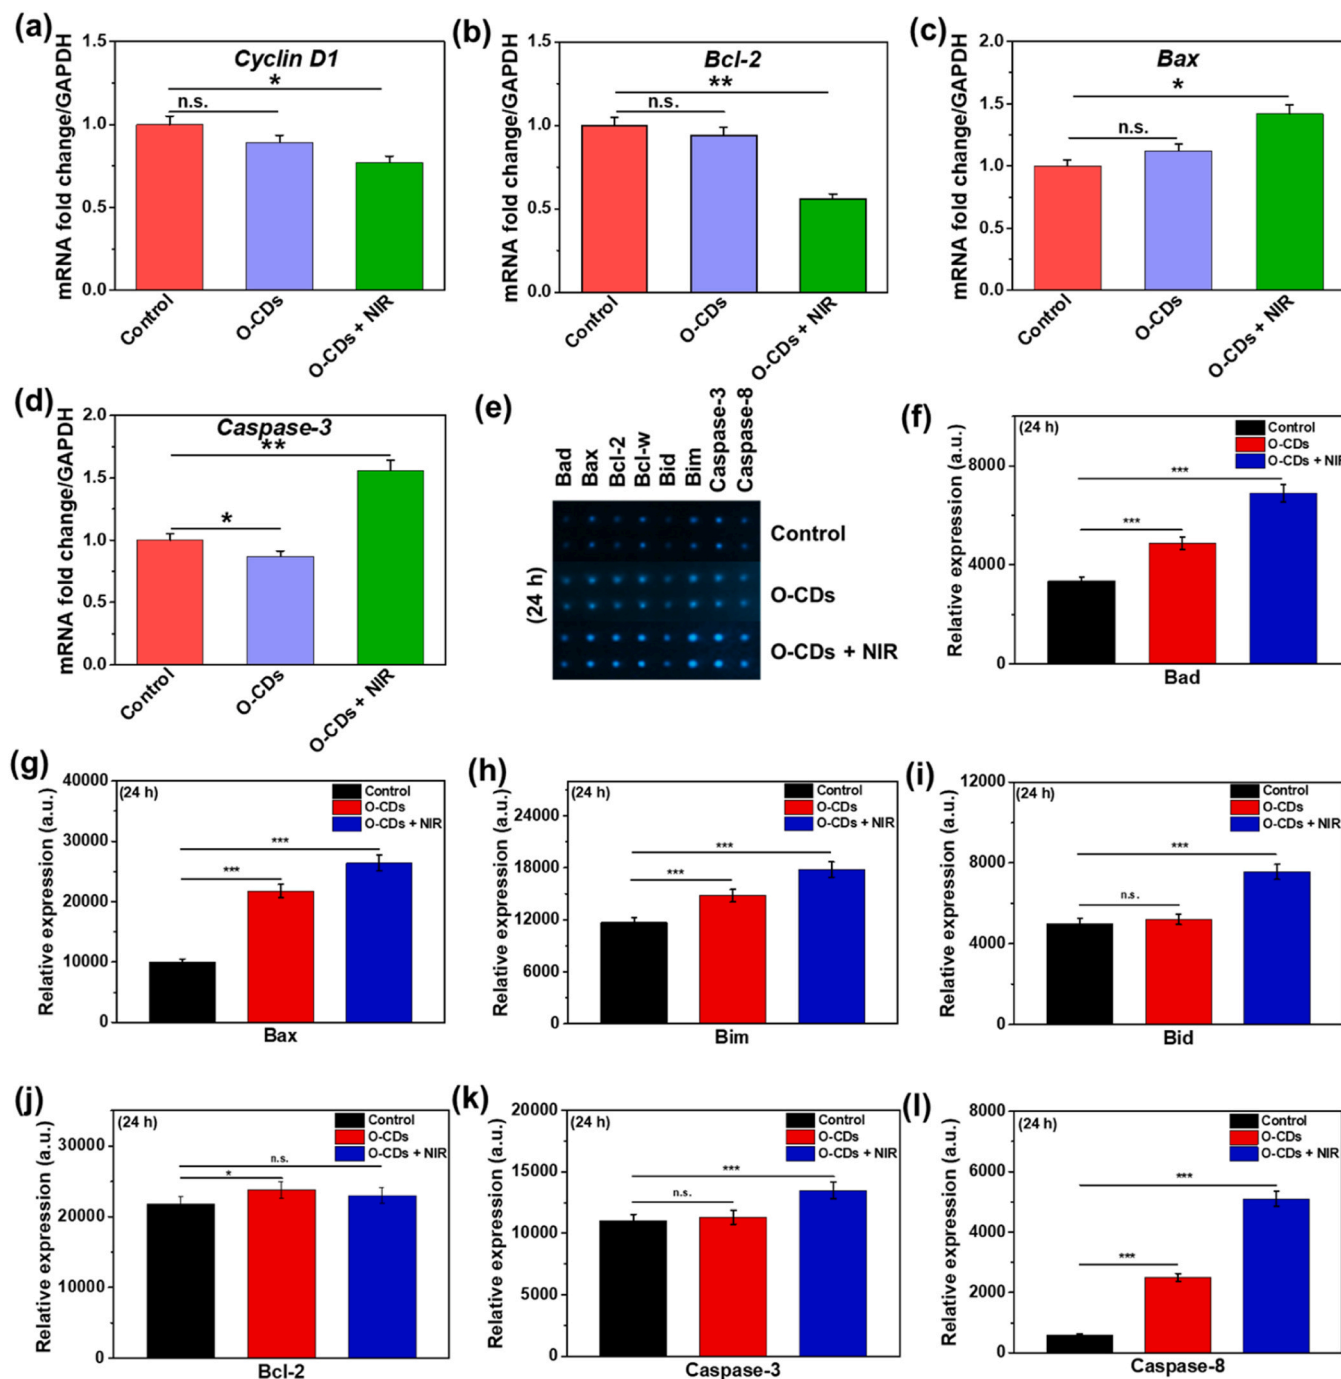 (a)
Cyclin D1
mRNA fold change/GAPDH
1.5
1.0
0.5
0.0
*
n.s.
Control
O-CDs
O-CDs + NIR
(b)
Bcl-2
mRNA fold change/GAPDH
1.5
1.0
0.5
0.0
**
n.s.
Control
O-CDs
O-CDs + NIR
(c)
Bax
mRNA fold change/GAPDH
2.0
1.5
1.0
0.5
0.0
*
n.s.
Control
O-CDs
O-CDs + NIR
(d)
Caspase-3
mRNA fold change/GAPDH
2.0
1.5
1.0
0.5
0.0
**
*
Control
O-CDs
O-CDs + NIR
(e)
Bad
Bax
Bcl-2
Bcl-w
Bid
Bim
Caspase-3
Caspase-8
(24 h)
Control
O-CDs
O-CDs + NIR
(f)
(24 h)
Control
O-CDs
O-CDs + NIR
Relative expression (a.u.)
8000
4000
0
***
***
Bad
(g)
(24 h)
Control
O-CDs
O-CDs + NIR
Relative expression (a.u.)
40000
30000
20000
10000
0
***
***
Bax
(h)
(24 h)
Control
O-CDs
O-CDs + NIR
Relative expression (a.u.)
24000
18000
12000
6000
0
***
***
Bim
(i)
(24 h)
Control
O-CDs
O-CDs + NIR
Relative expression (a.u.)
12000
8000
4000
0
***
n.s.
Bid
(j)
(24 h)
Control
O-CDs
O-CDs + NIR
Relative expression (a.u.)
30000
20000
10000
0
n.s.
*
Bcl-2
(k)
(24 h)
Control
O-CDs
O-CDs + NIR
Relative expression (a.u.)
20000
15000
10000
5000
0
***
n.s.
Caspase-3
(l)
(24 h)
Control
O-CDs
O-CDs + NIR
Relative expression (a.u.)
8000
6000
4000
2000
0
***
***
Caspase-8